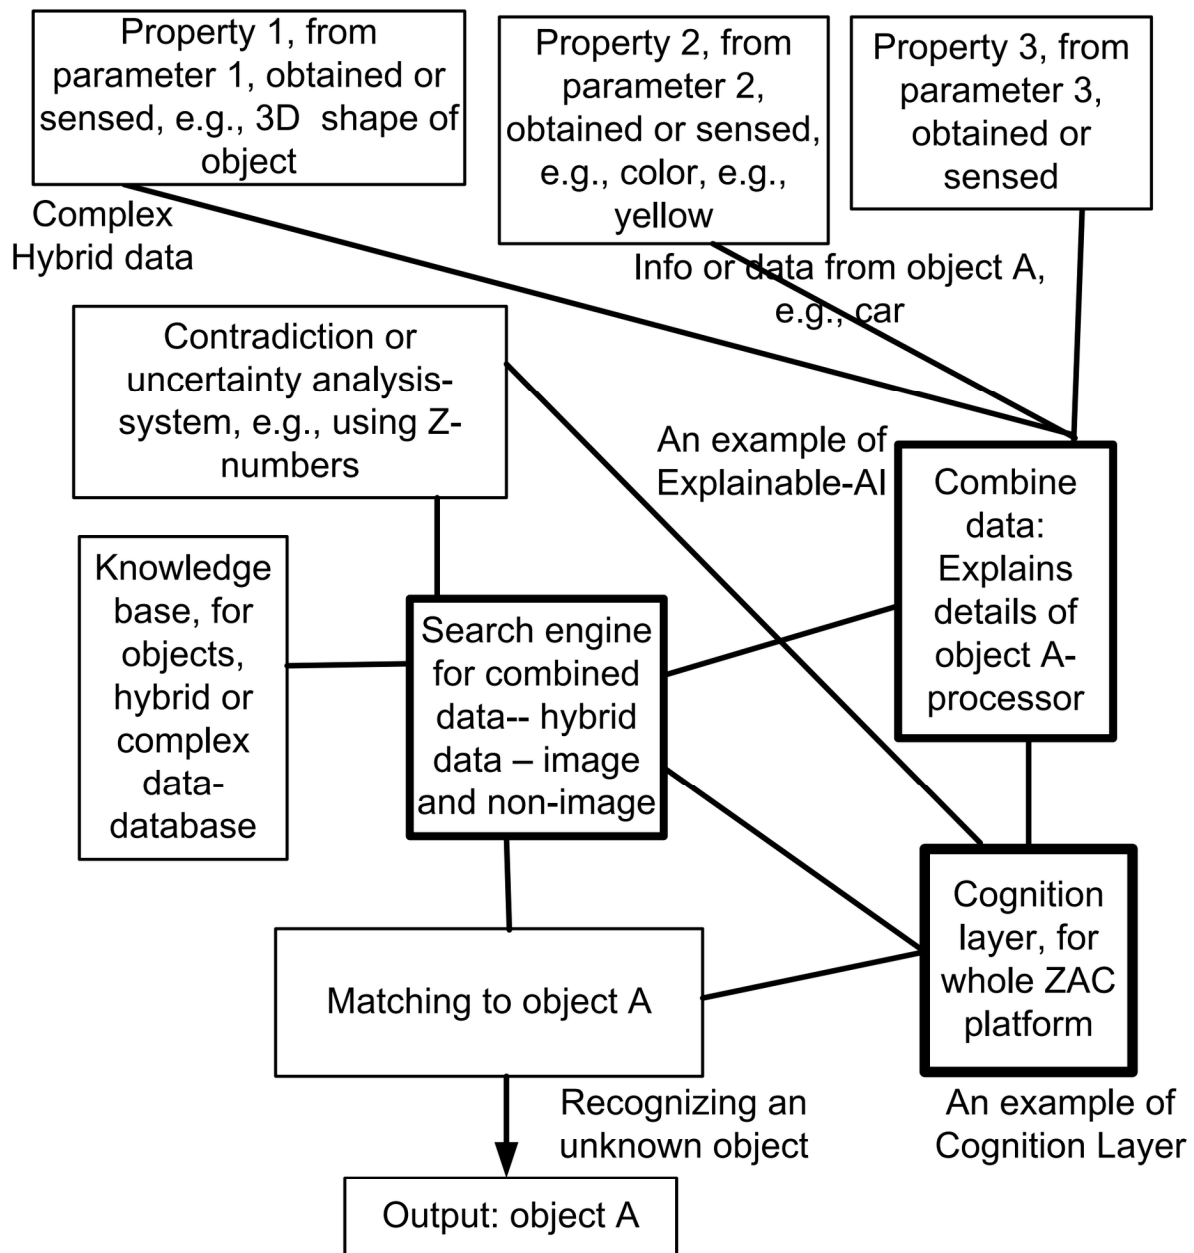 Property 1, from
parameter 1, obtained or
sensed, e.g., 3D shape of
object
Property 2, from
parameter 2,
obtained or sensed,
e.g., color, e.g.,
yellow
Property 3, from
parameter 3,
obtained or
sensed
Complex
Hybrid data
Info or data from object A,
e.g., car
Contradiction or
uncertainty analysis-
system, e.g., using Z-
numbers
An example of
Explainable-AI
Combine
data:
Explains
details of
object A-
processor
Knowledge
base, for
objects,
hybrid or
complex
data-
database
Search engine
for combined
data-- hybrid
data – image
and non-image
Cognition
layer, for
whole ZAC
platform
Matching to object A
Recognizing an
unknown object
An example of
Cognition Layer
Output: object A